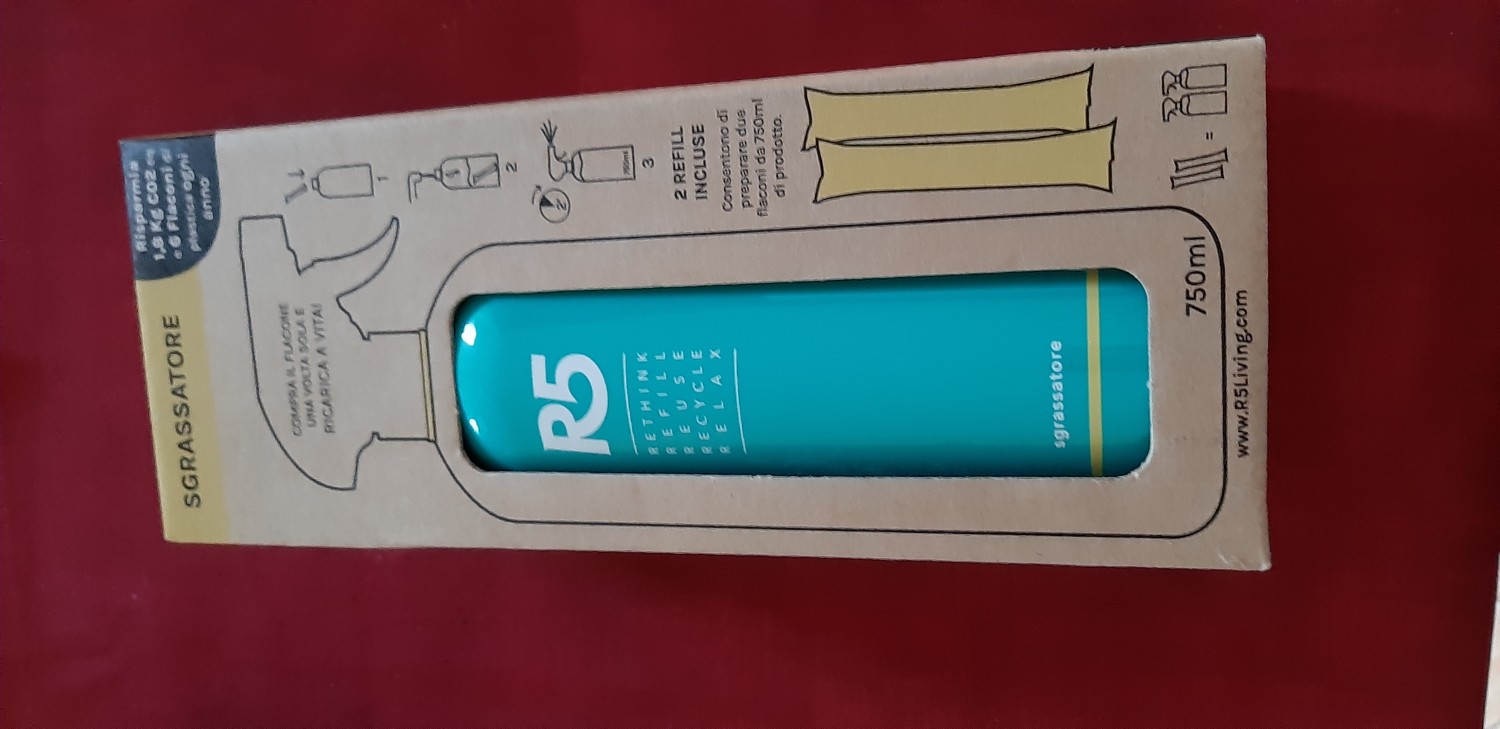 Risparmia
1,8 Kg CO2 eq
e 6 Flaconi di
plastica ogni
anno
SGRASSATORE
COMPRA IL FLACONE
UNA VOLTA SOLA E
RICARICA A VITA!
1
2
2'
750ml
3
2 REFILL
INCLUSE
Consentono di
preparare due
flaconi da 750ml
di prodotto.
=
R5
RETHINK
REFILL
REUSE
RECYCLE
RELAX
sgrassatore
750ml
www.R5Living.com